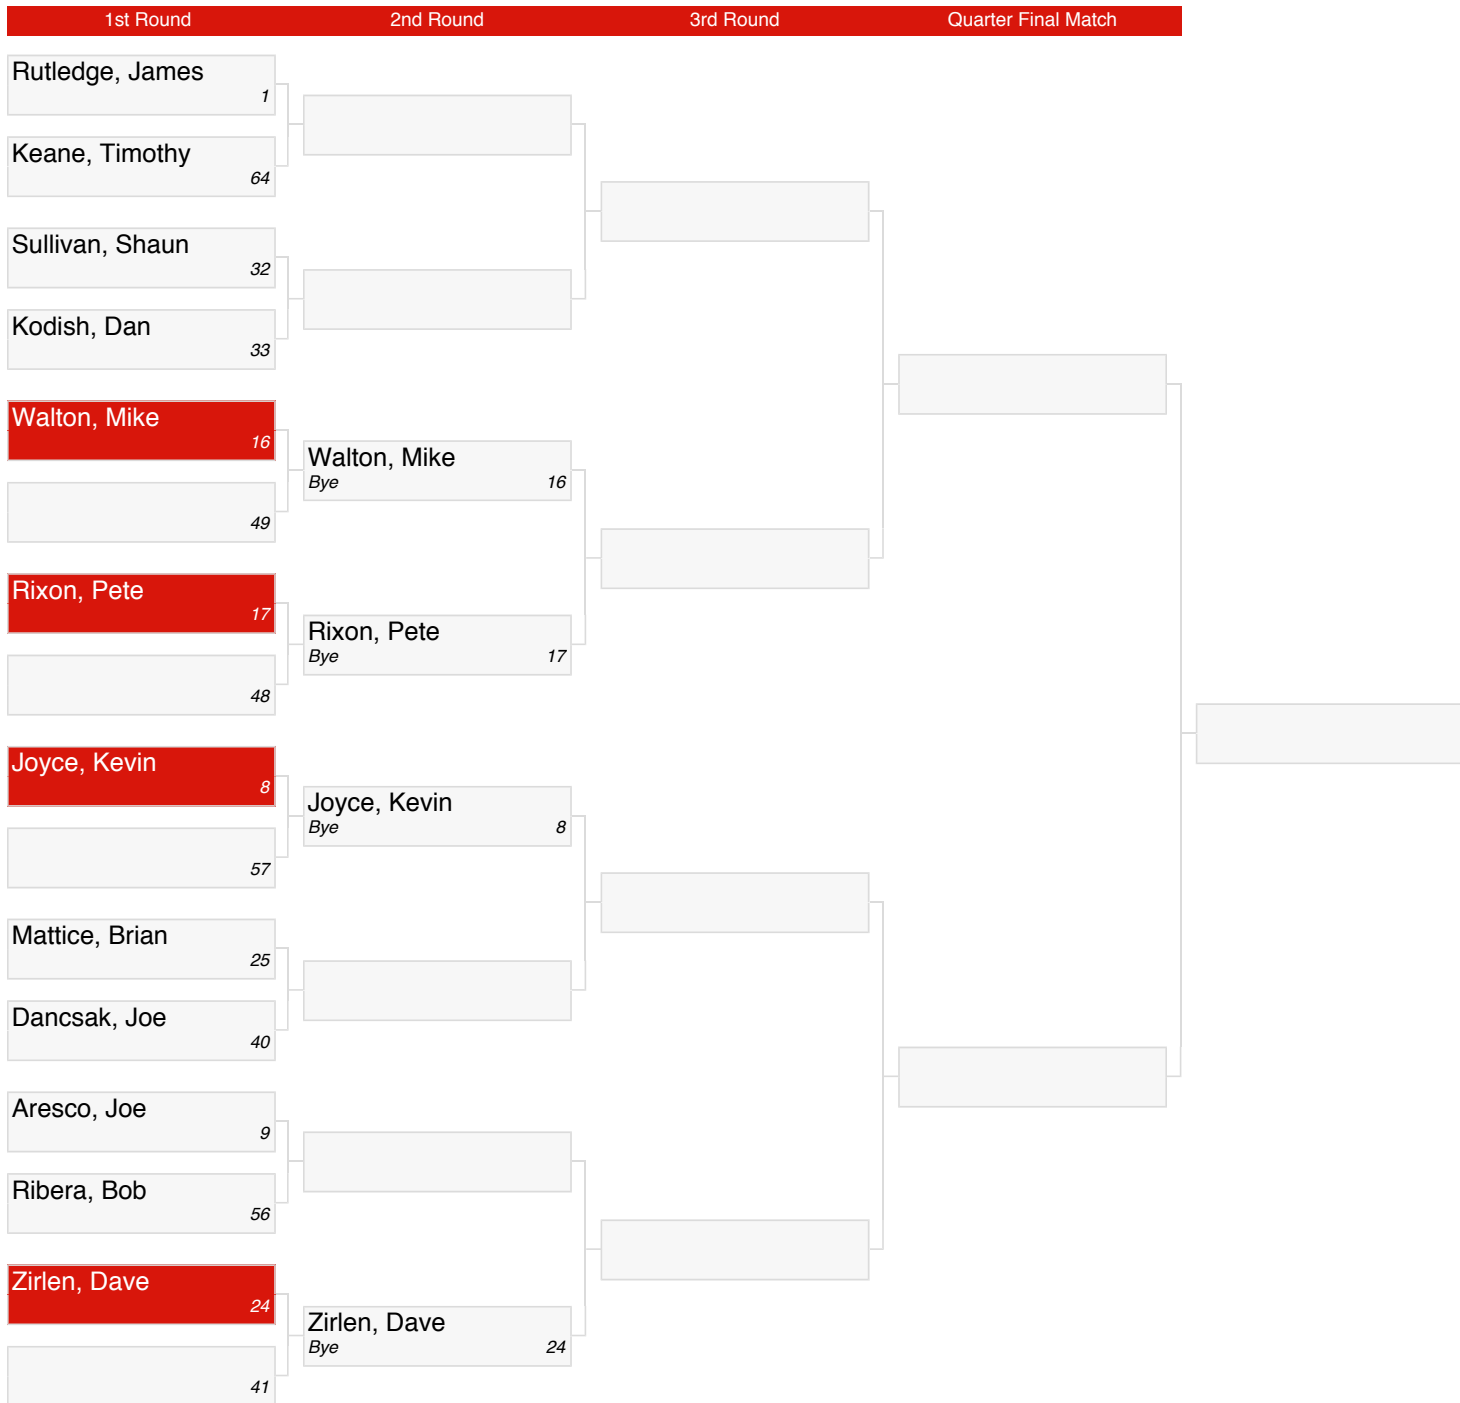 1st Round 2nd Round 3rd Round Quarter Final Match
Rutledge, James
1
Keane, Timothy
64
Sullivan, Shaun
32
Kodish, Dan
33
Walton, Mike
16
49
Walton, Mike
Bye 16
Rixon, Pete
17
48
Rixon, Pete
Bye 17
Joyce, Kevin
8
57
Joyce, Kevin
Bye 8
Mattice, Brian
25
Dancsak, Joe
40
Aresco, Joe
9
Ribera, Bob
56
Zirlen, Dave
24
41
Zirlen, Dave
Bye 24